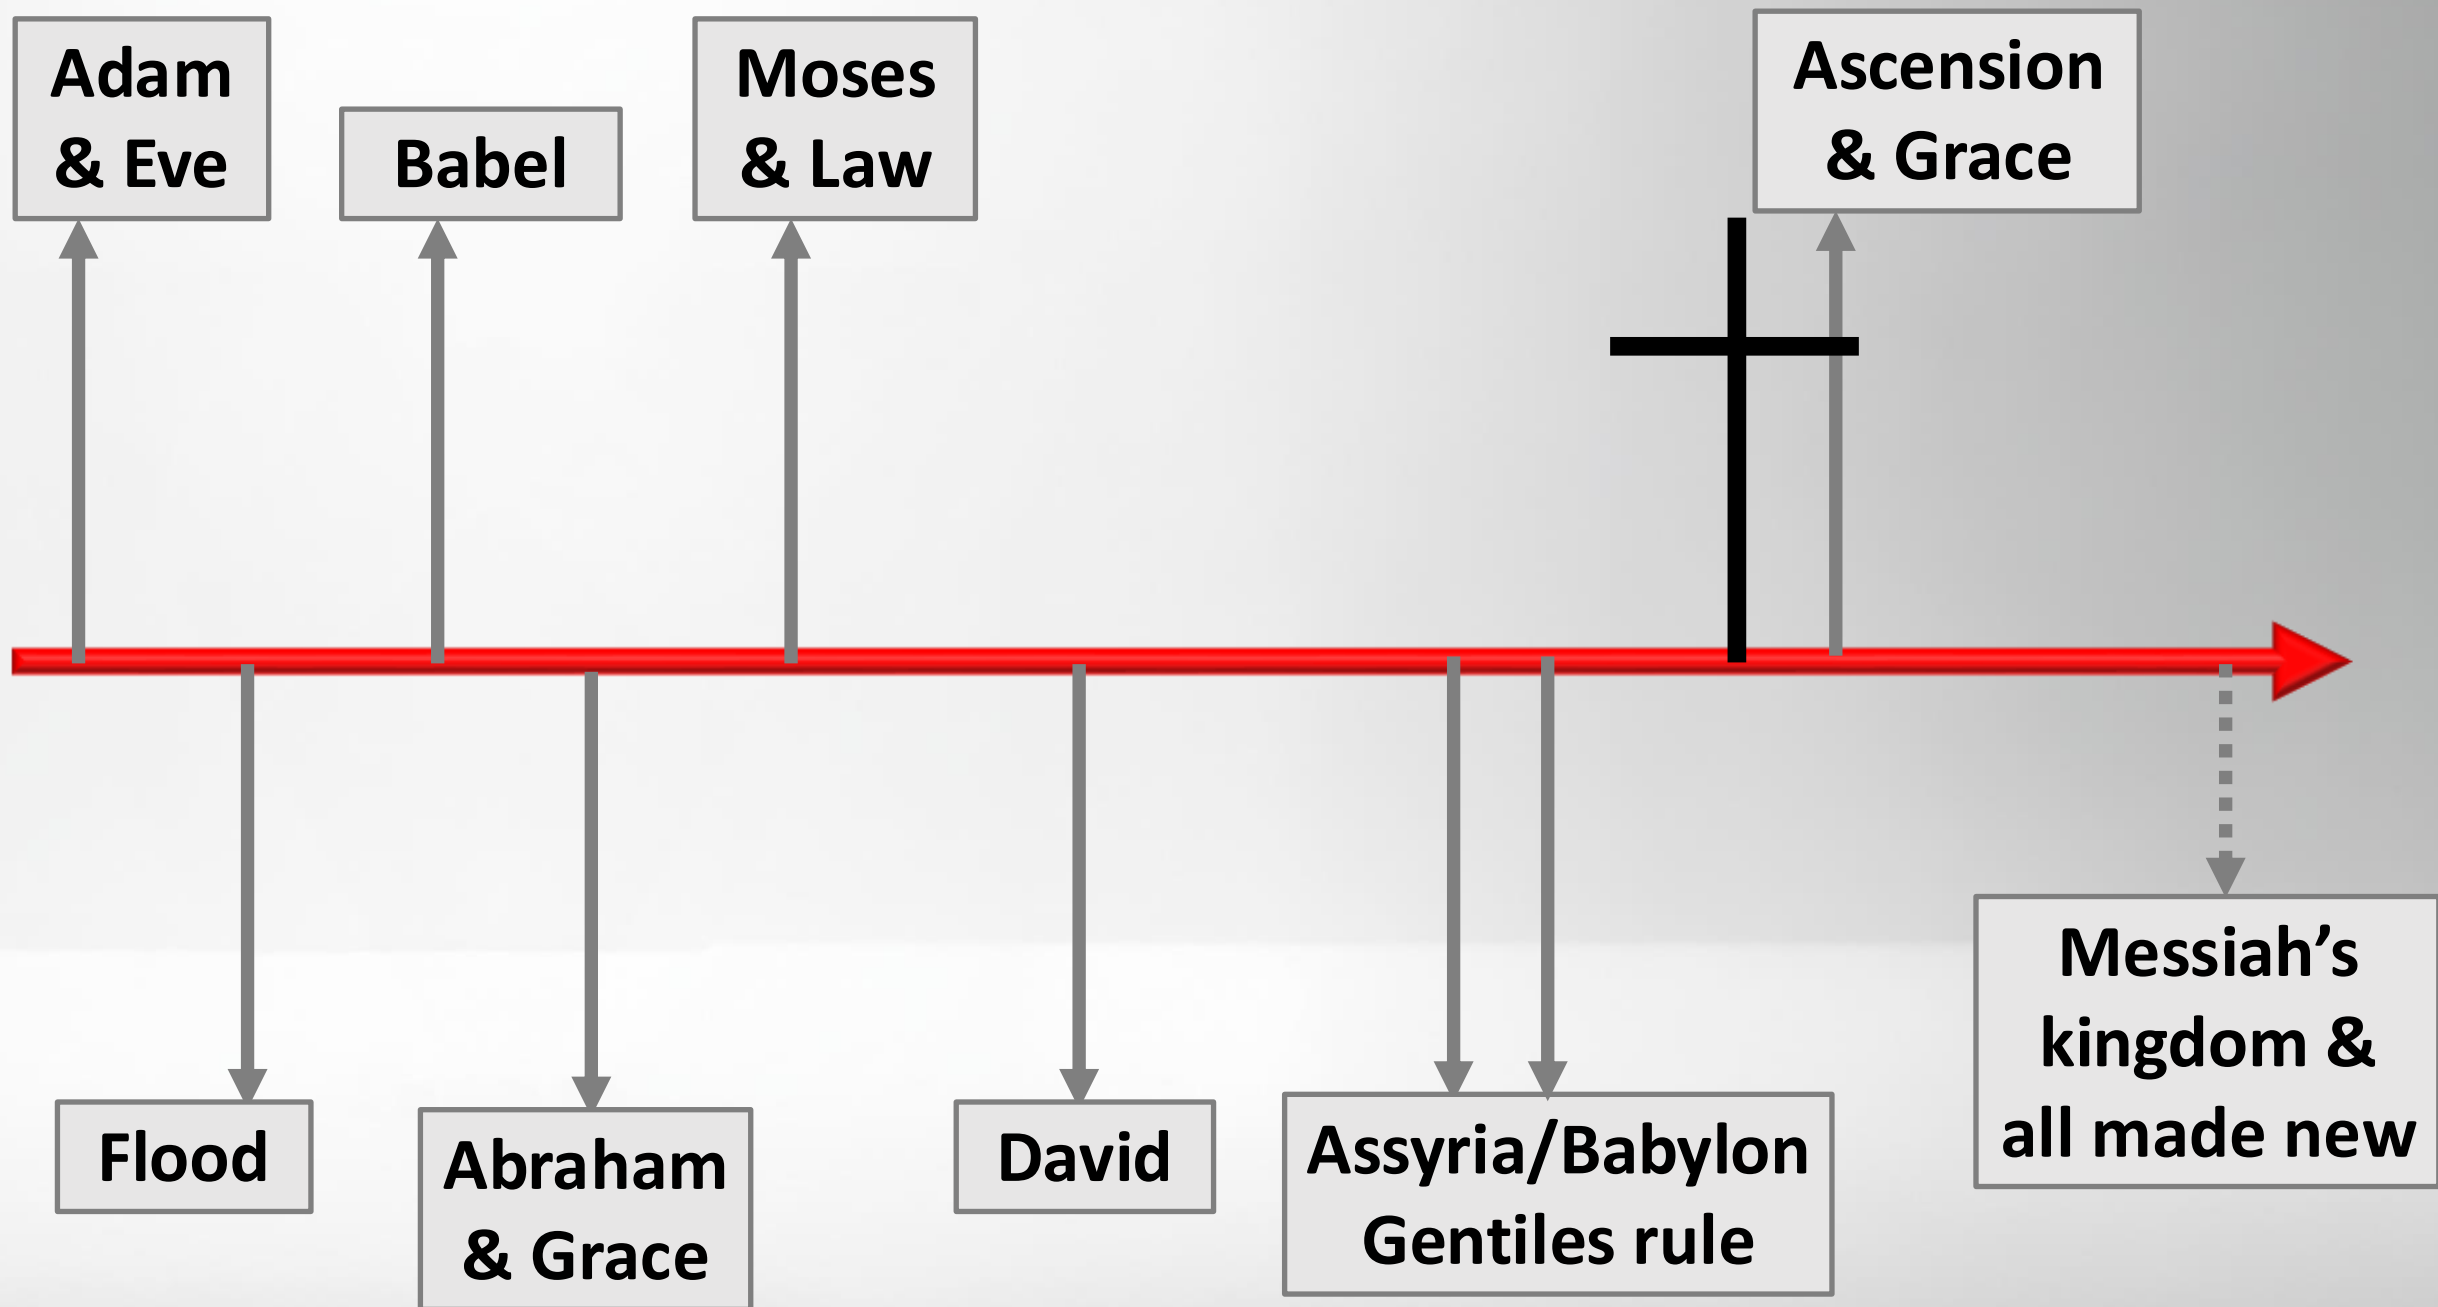 Adam
& Eve
Babel
Moses
& Law
Ascension
& Grace
Flood
Abraham
& Grace
David
Assyria/Babylon
Gentiles rule
Messiah’s
kingdom &
all made new